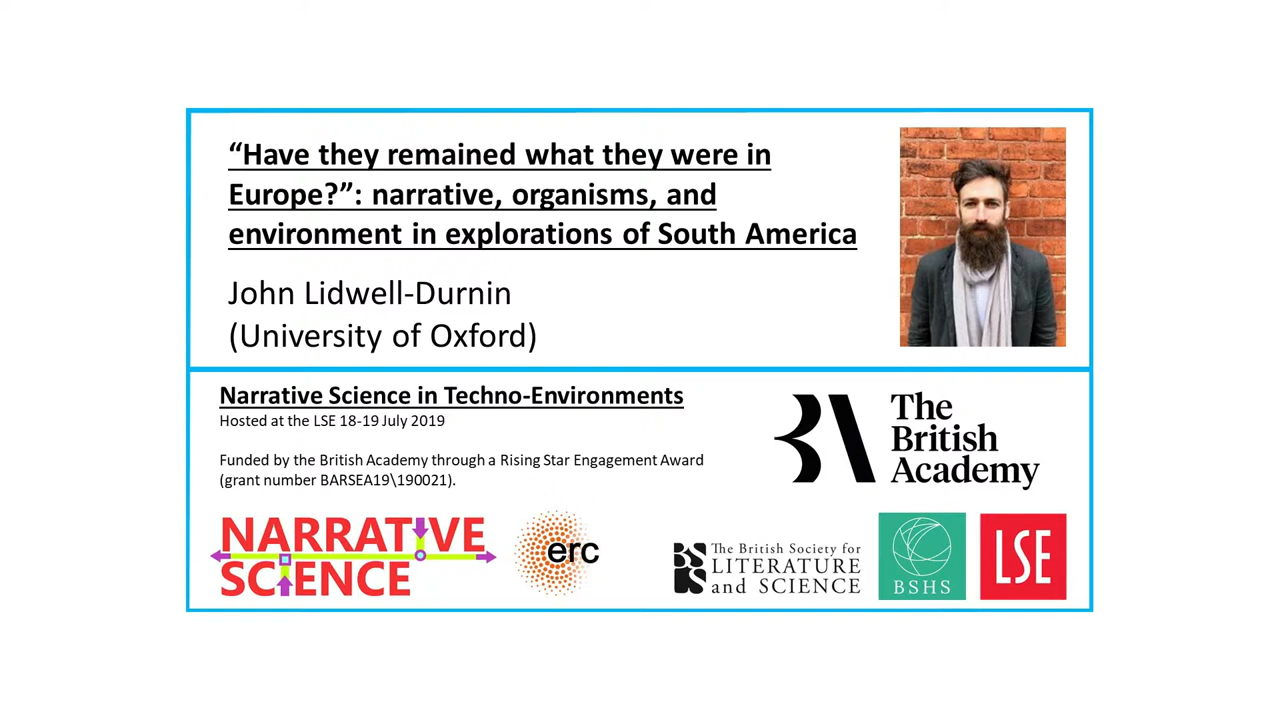 “Have they remained what they were in
Europe?”: narrative, organisms, and
environment in explorations of South America
John Lidwell-Durnin
(University of Oxford)
Narrative Science in Techno-Environments
Hosted at the LSE 18-19 July 2019
Funded by the British Academy through a Rising Star Engagement Award
(grant number BARSEA19\190021).
The
British
Academy
NARRATIVE
SCIENCE
erc
BS
LS
The British Society for
LITERATURE
and SCIENCE
BSHS
LSE